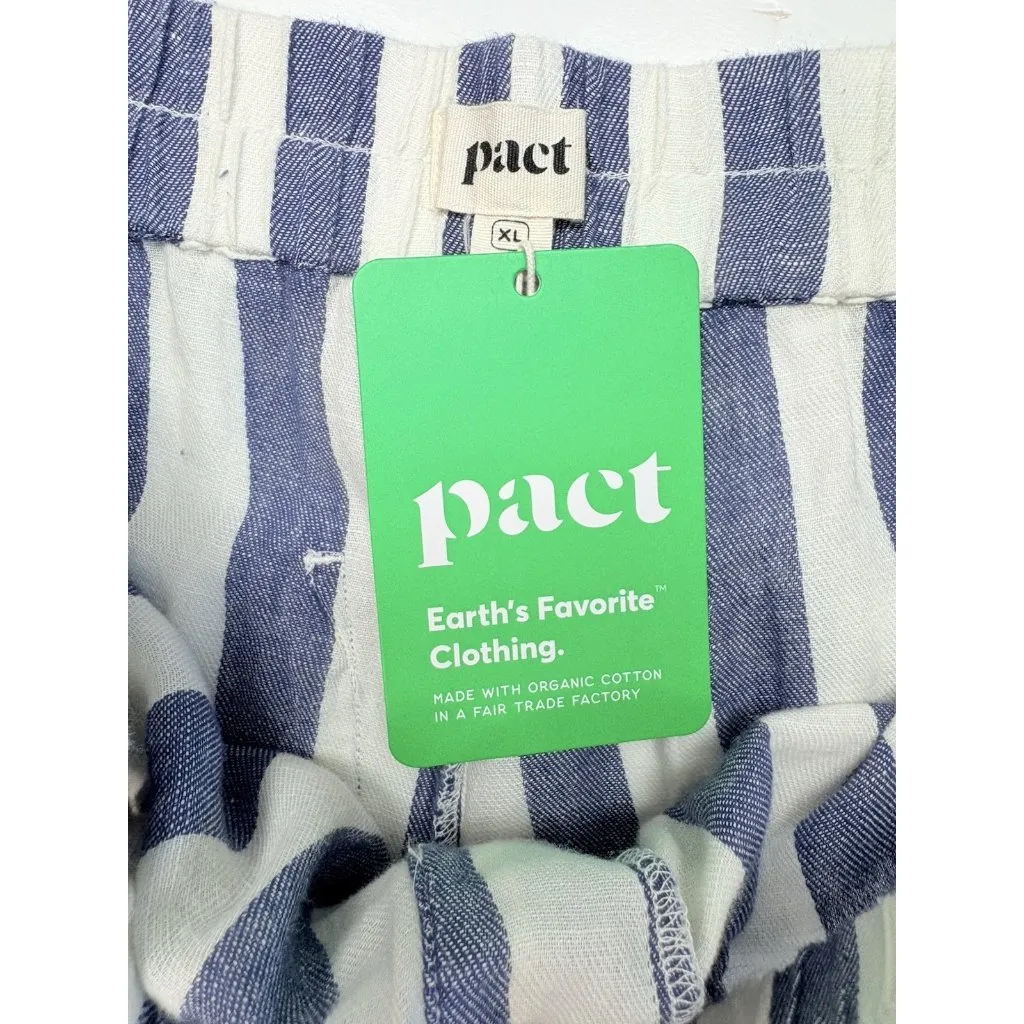 pact
XL
pact
Earth's Favorite™
Clothing.
MADE WITH ORGANIC COTTON
IN A FAIR TRADE FACTORY